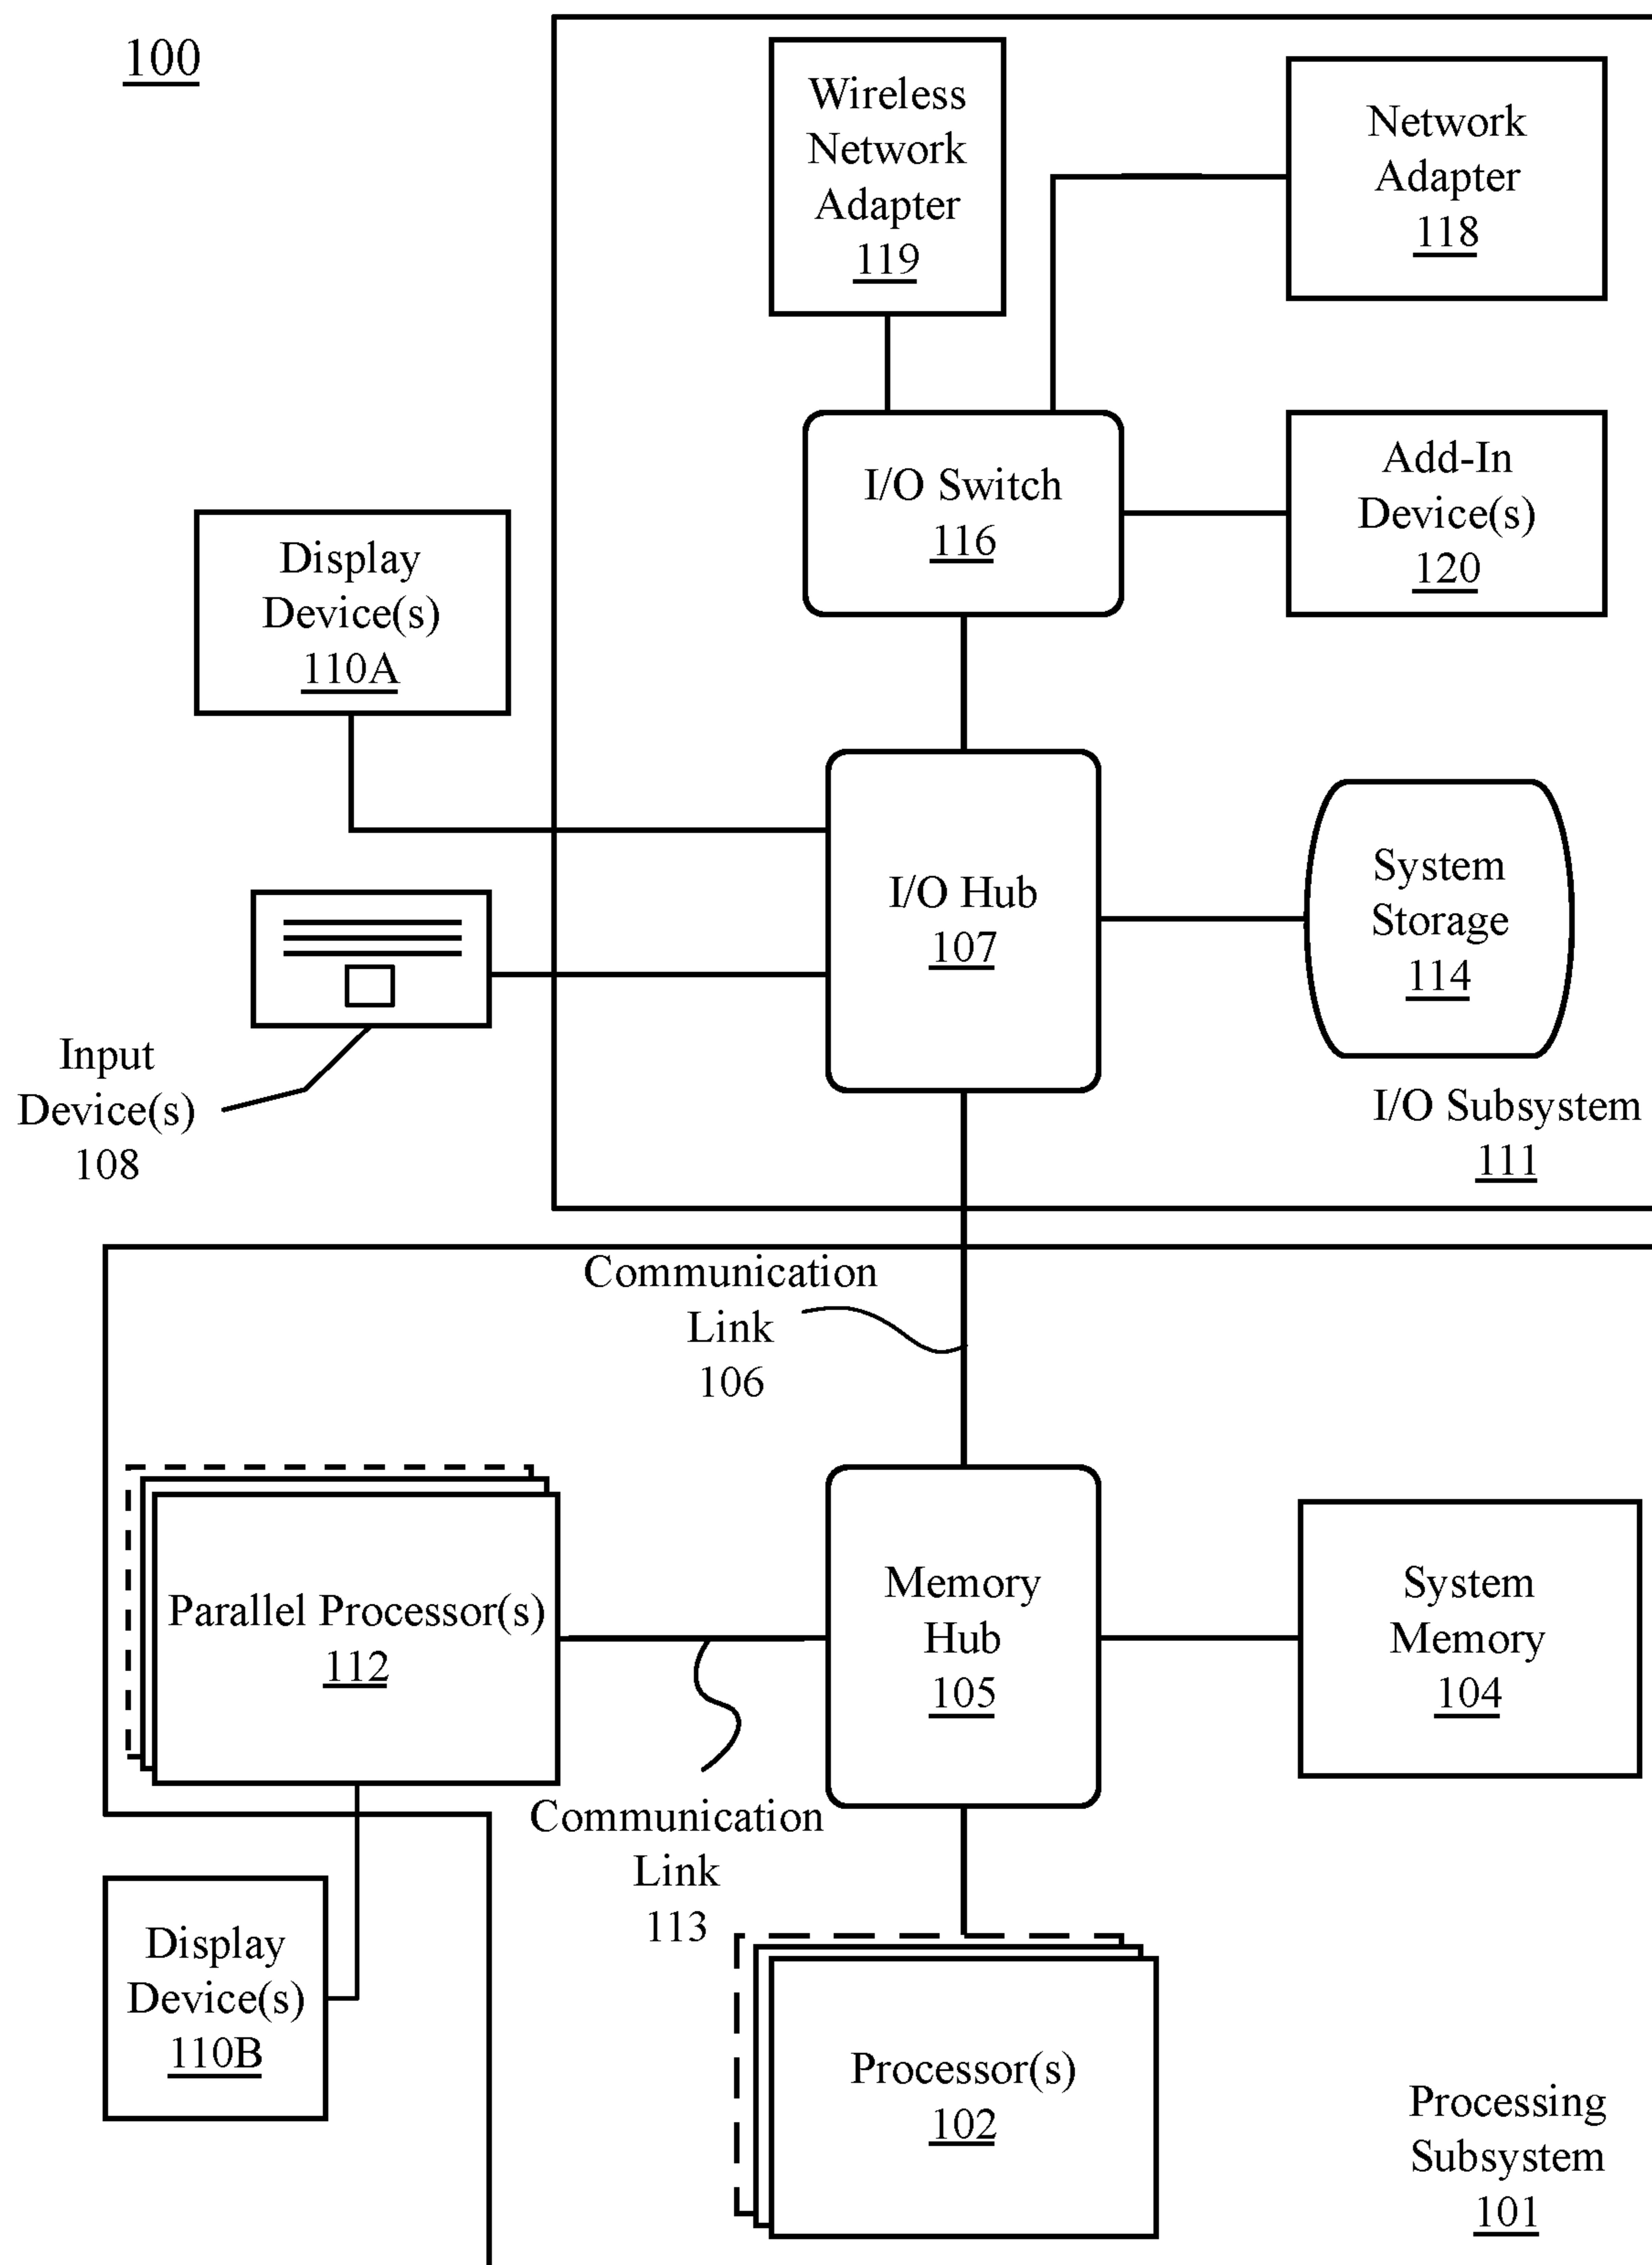 100
Wireless
Network
Adapter
119
Network
Adapter
118
I/O Switch
116
Add-In
Device(s)
120
Display
Device(s)
110A
I/O Hub
107
System
Storage
114
Input
Device(s)
108
I/O Subsystem
111
Communication
Link
106
Parallel Processor(s)
112
Memory
Hub
105
System
Memory
104
Communication
Link
113
Display
Device(s)
110B
Processor(s)
102
Processing
Subsystem
101